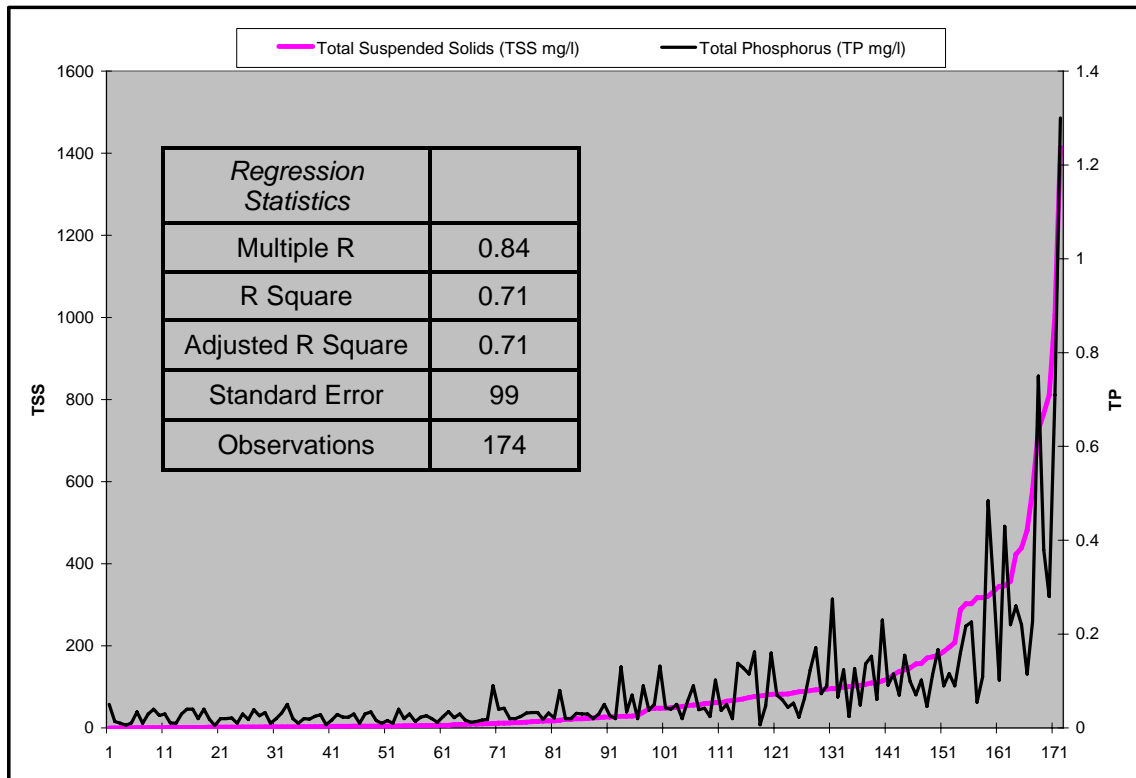 Total Suspended Solids (TSS mg/l) Total Phosphorus (TP mg/l)
1600 1.4
1400
1.2
1200
1
1000
0.8
800
0.6
600
0.4
400
0.2
200
0 0
TSS
TP
Regression
Statistics
Multiple R 0.84
R Square 0.71
Adjusted R Square 0.71
Standard Error 99
Observations 174
1 11 21 31 41 51 61 71 81 91 101 111 121 131 141 151 161 171